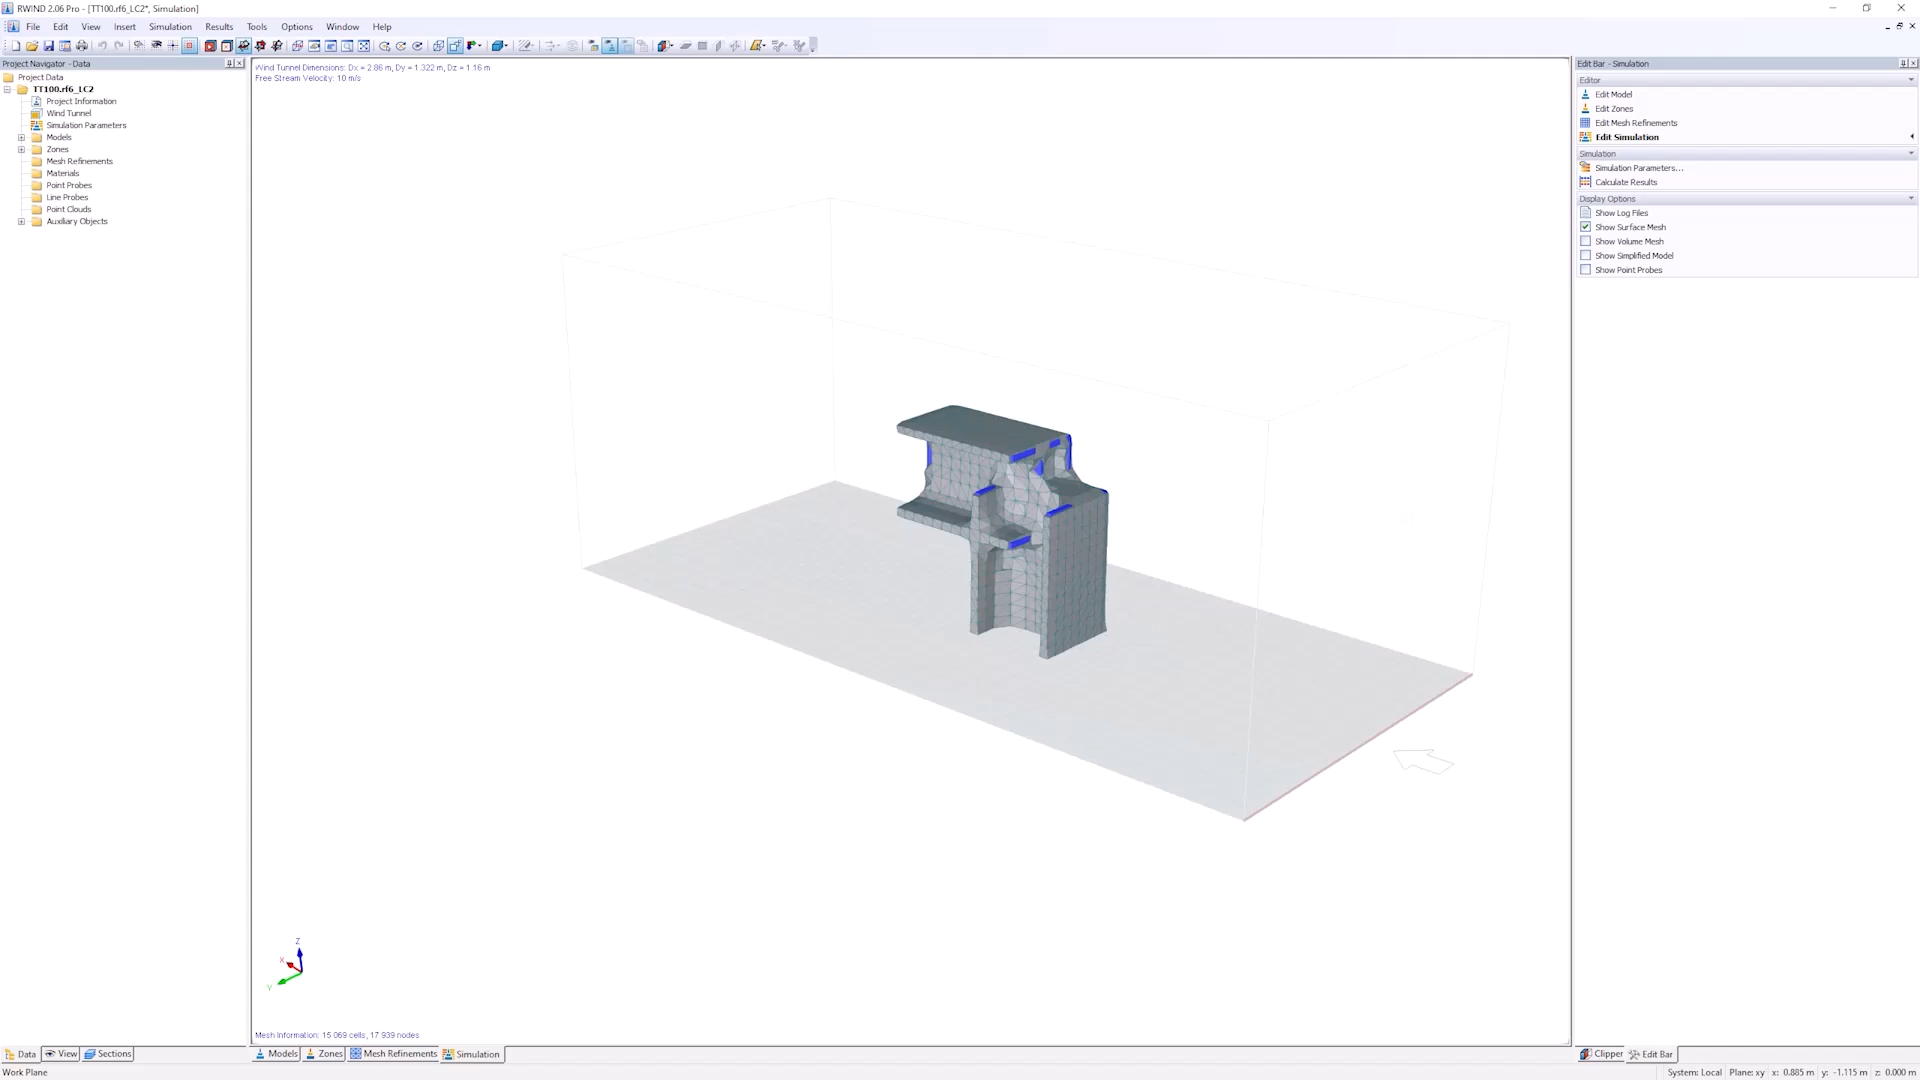 RWIND 2.06 Pro - [TT100.rf6_LC2*, Simulation]
File Edit View Insert Simulation Results Tools Options Window Help
Project Navigator - Data
Project Data
TT100.rf6_LC2
Project Information
Wind Tunnel
Simulation Parameters
Models
Zones
Mesh Refinements
Materials
Point Probes
Line Probes
Point Clouds
Auxiliary Objects
Wind Tunnel Dimensions: Dx = 2.86 m, Dy = 1.322 m, Dz = 1.16 m
Free Stream Velocity: 10 m/s
Z
X
Y
Mesh Information: 15 069 cells, 17 939 nodes
Edit Bar - Simulation
Editor
Edit Model
Edit Zones
Edit Mesh Refinements
Edit Simulation
Simulation
Simulation Parameters...
Calculate Results
Display Options
Show Log Files
Show Surface Mesh
Show Volume Mesh
Show Simplified Model
Show Point Probes
Data View Sections
Models Zones Mesh Refinements Simulation
Clipper Edit Bar
Work Plane
System: Local Plane: xy x: 0.885 m y: -1.115 m z: 0.000 m